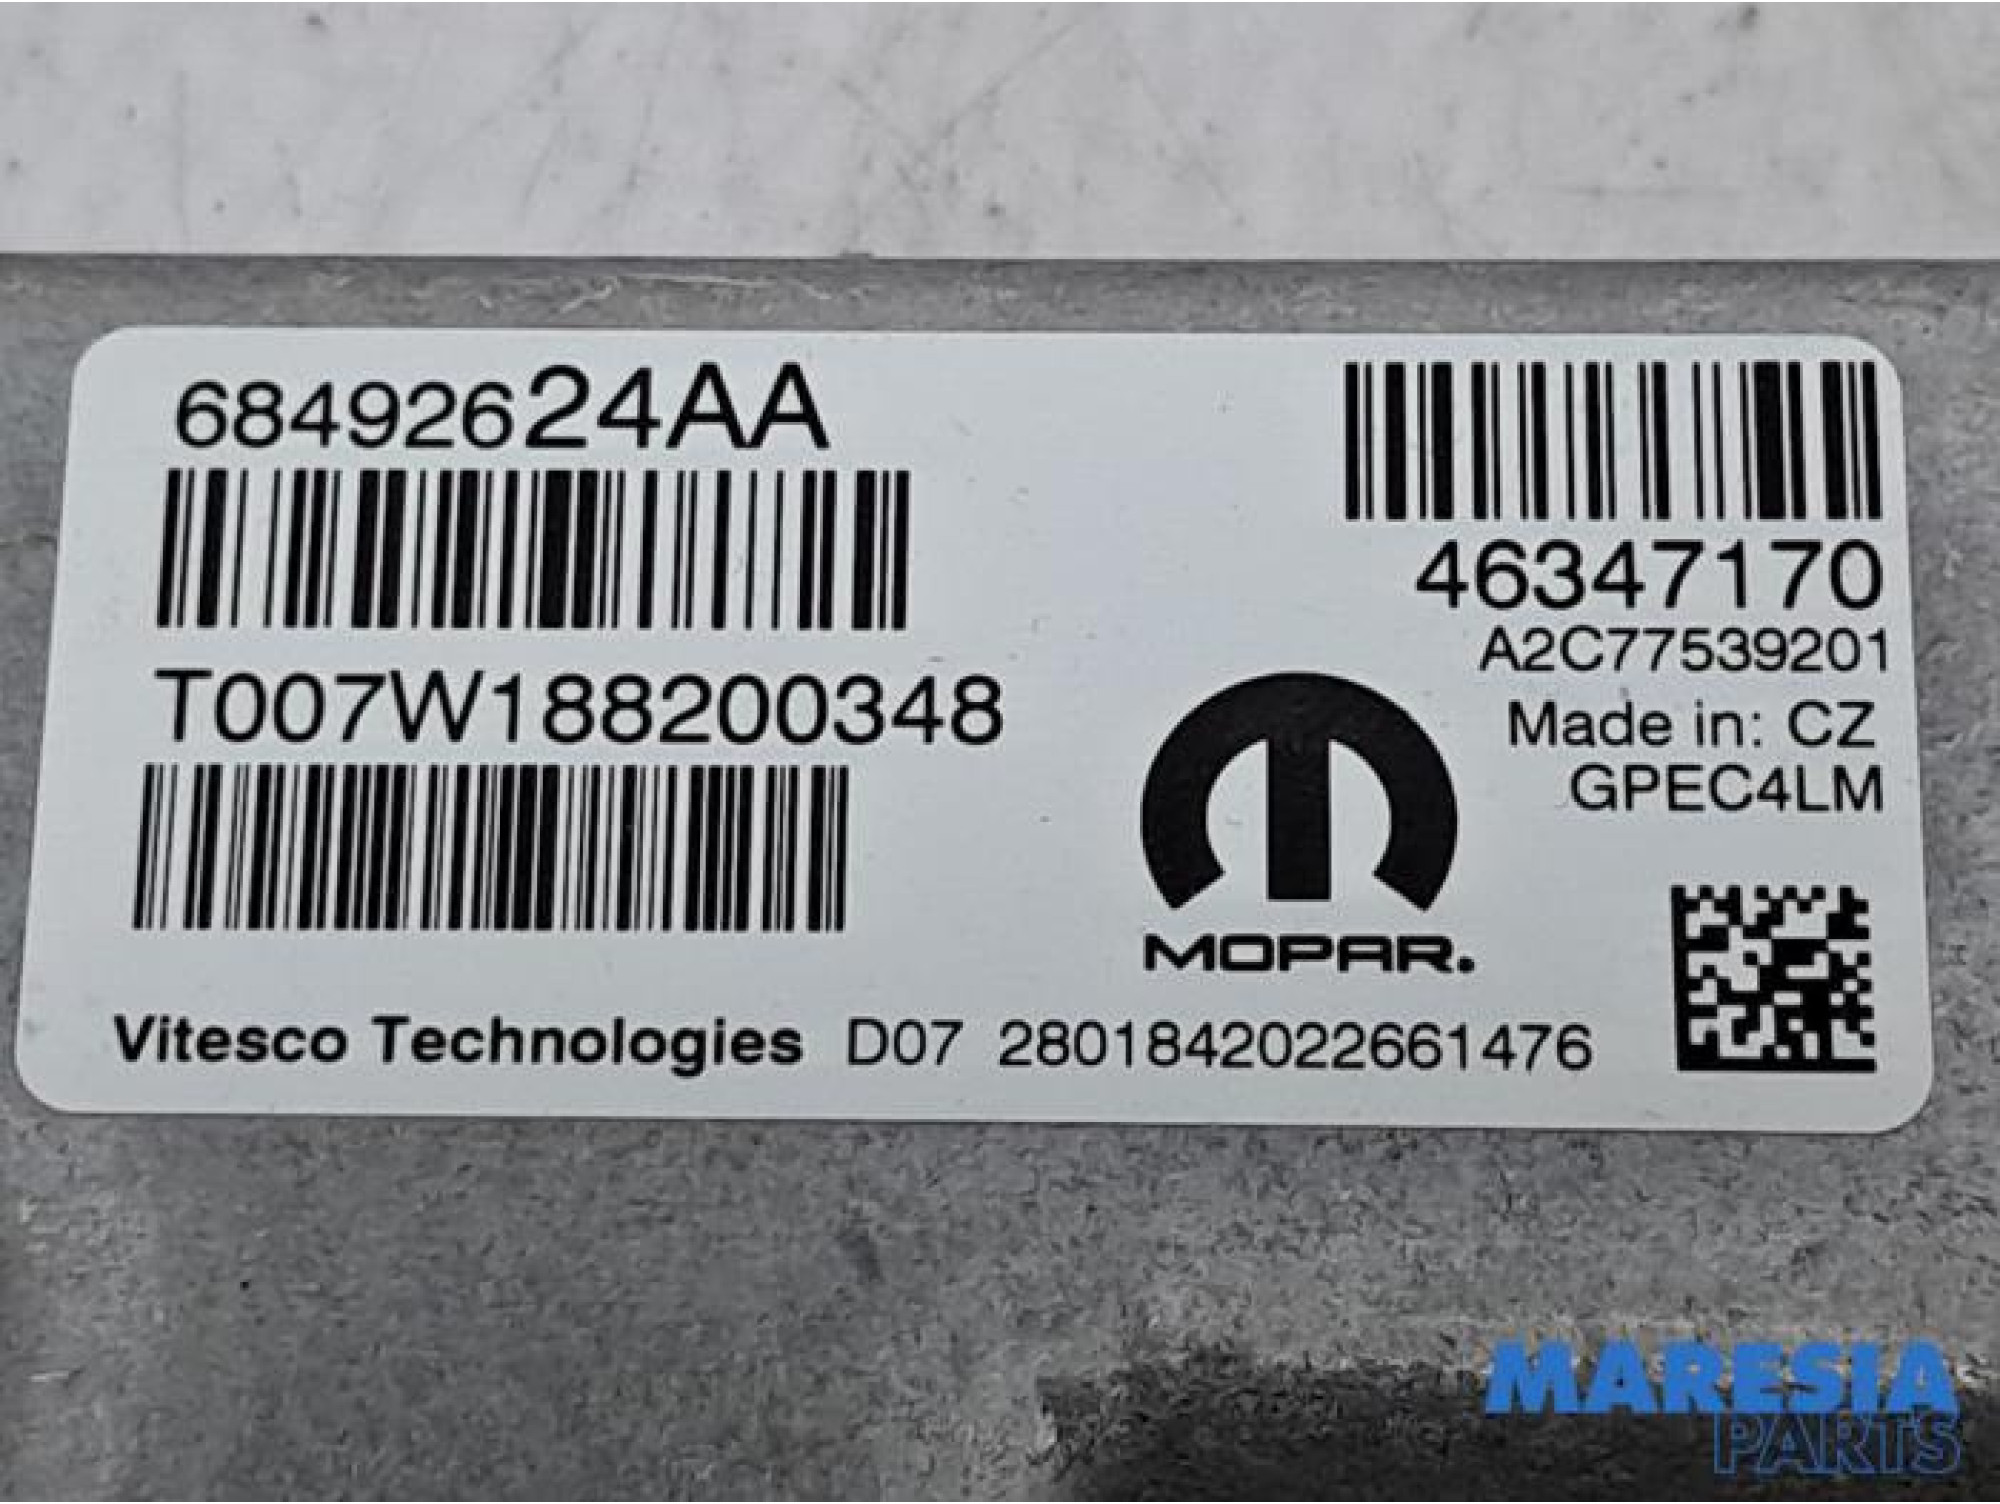 68492624AA
T007W188200348
46347170
A2C77539201
Made in: CZ
GPEC4LM
MOPAR.
Vitesco Technologies D07 2801842022661476
MARESIA
PARTS